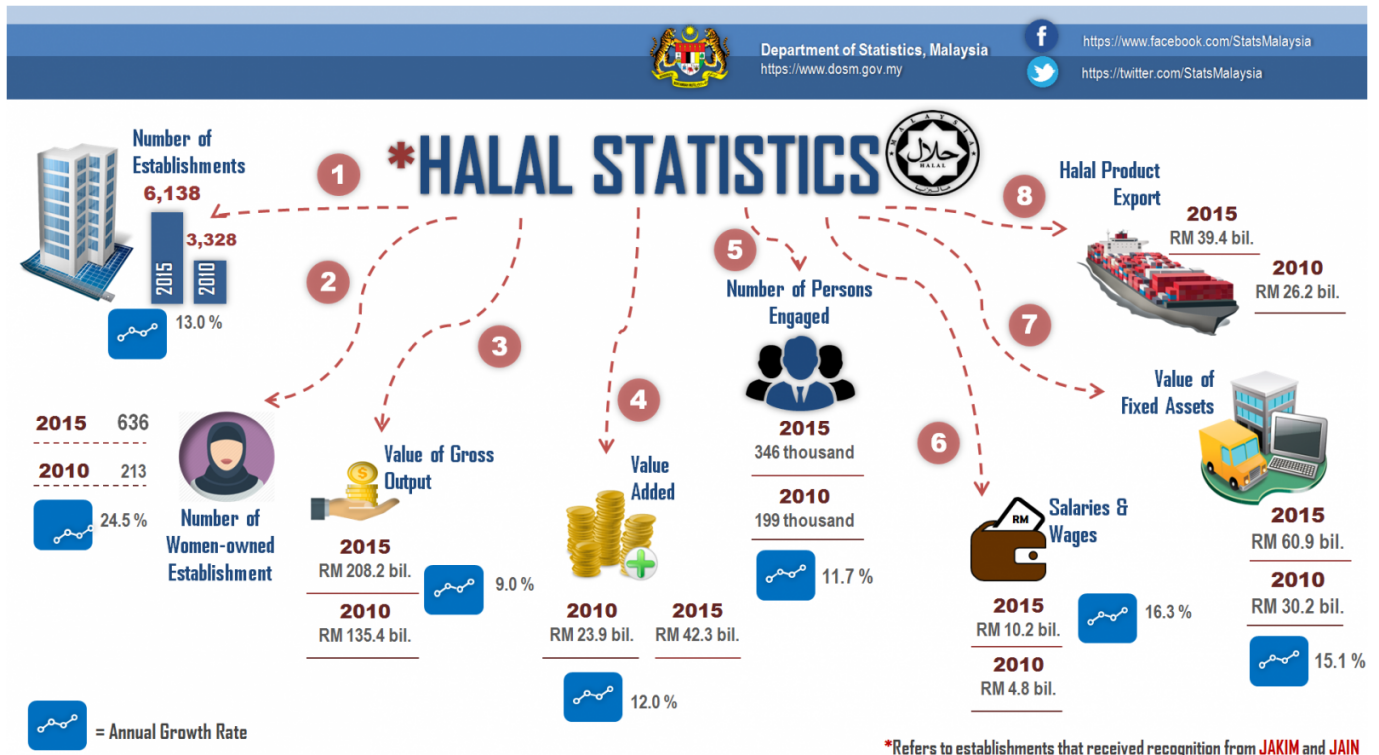 Department of Statistics, Malaysia
https://www.dosm.gov.my
https://www.facebook.com/StatsMalaysia
https://twitter.com/StatsMalaysia
*HALAL STATISTICS
MALAYSIA
حلال
HALAL
ماليزيا
1
Number of
Establishments
6,138
3,328
2015
2010
13.0 %
2
2015 636
2010 213
24.5 %
Number of
Women-owned
Establishment
3
Value of Gross
Output
2015
RM 208.2 bil.
2010
RM 135.4 bil.
9.0 %
4
Value
Added
2010
RM 23.9 bil.
2015
RM 42.3 bil.
12.0 %
5
Number of Persons
Engaged
2015
346 thousand
2010
199 thousand
11.7 %
6
RM
Salaries &
Wages
2015
RM 10.2 bil.
2010
RM 4.8 bil.
16.3 %
7
Value of
Fixed Assets
2015
RM 60.9 bil.
2010
RM 30.2 bil.
15.1 %
8
Halal Product
Export
2015
RM 39.4 bil.
2010
RM 26.2 bil.
= Annual Growth Rate
*Refers to establishments that received recognition from JAKIM and JAIN